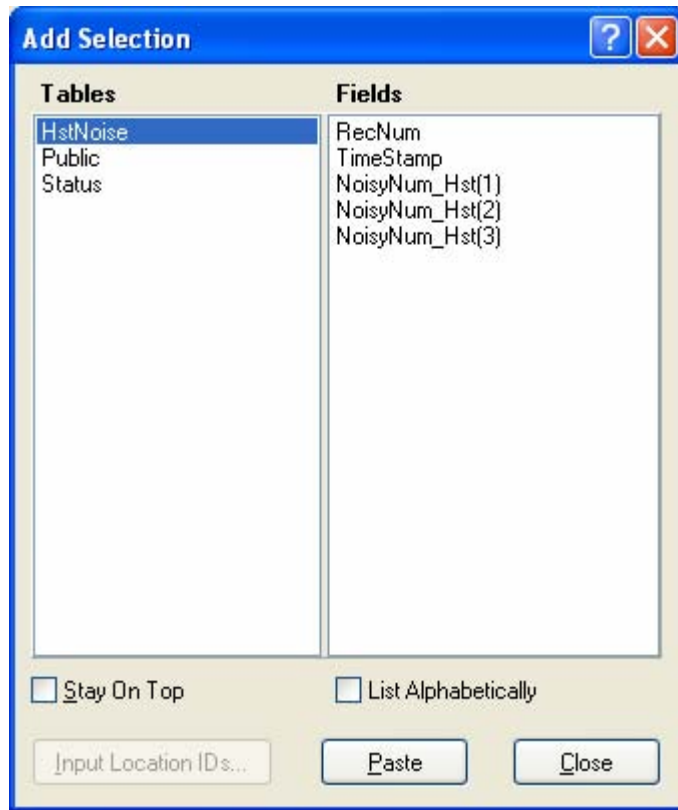 Add Selection
Tables
HstNoise
Public
Status
Fields
RecNum
TimeStamp
NoisyNum_Hst(1)
NoisyNum_Hst(2)
NoisyNum_Hst(3)
Stay On Top
List Alphabetically
Input Location IDs...
Paste
Close